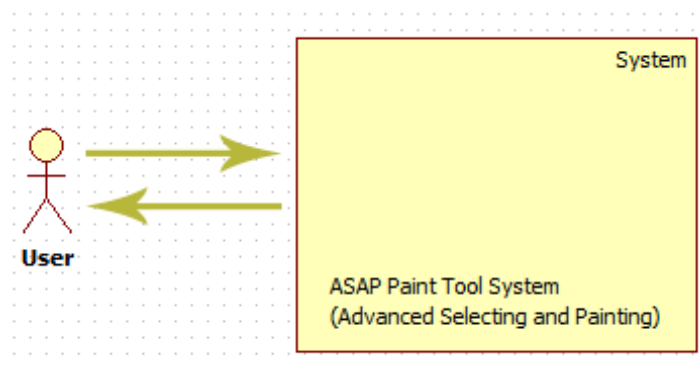 System
User
ASAP Paint Tool System
(Advanced Selecting and Painting)